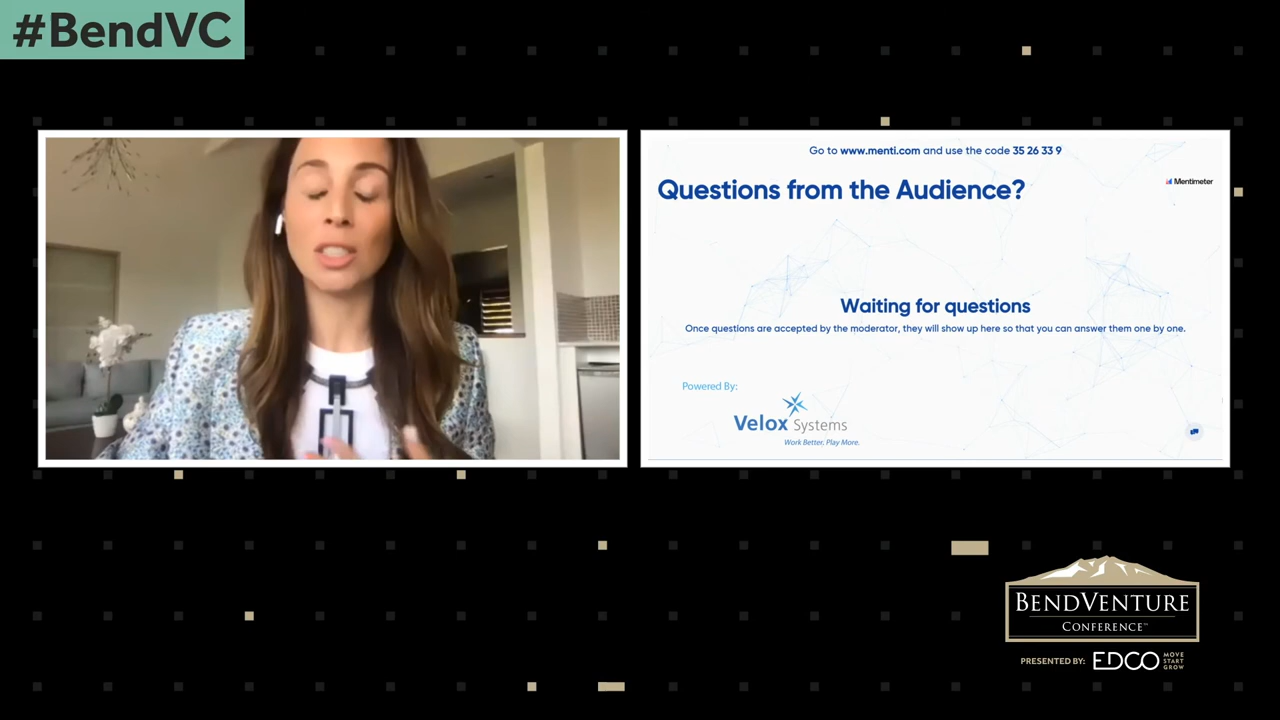 #BendVC
Go to www.menti.com and use the code 35 26 33 9
Mentimeter
Questions from the Audience?
Waiting for questions
Once questions are accepted by the moderator, they will show up here so that you can answer them one by one.
Powered By:
Velox Systems
Work Better. Play More.
BENDVENTURE
CONFERENCE™
PRESENTED BY: EDCO MOVE
START
GROW